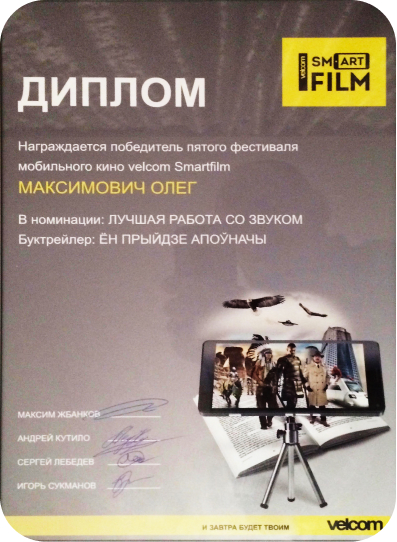 velcom
SMART
FILM
ДИПЛОМ
Награждается победитель пятого фестиваля
мобильного кино velcom Smartfilm
МАКСИМОВИЧ ОЛЕГ
В номинации: ЛУЧШАЯ РАБОТА СО ЗВУКОМ
Буктрейлер: ЁН ПРЫЙДЗЕ АПОЎНАЧЫ
МАКСИМ ЖБАНКОВ
АНДРЕЙ КУТИЛО
СЕРГЕЙ ЛЕБЕДЕВ
ИГОРЬ СУКМАНОВ
И ЗАВТРА БУДЕТ ТВОИМ
velcom